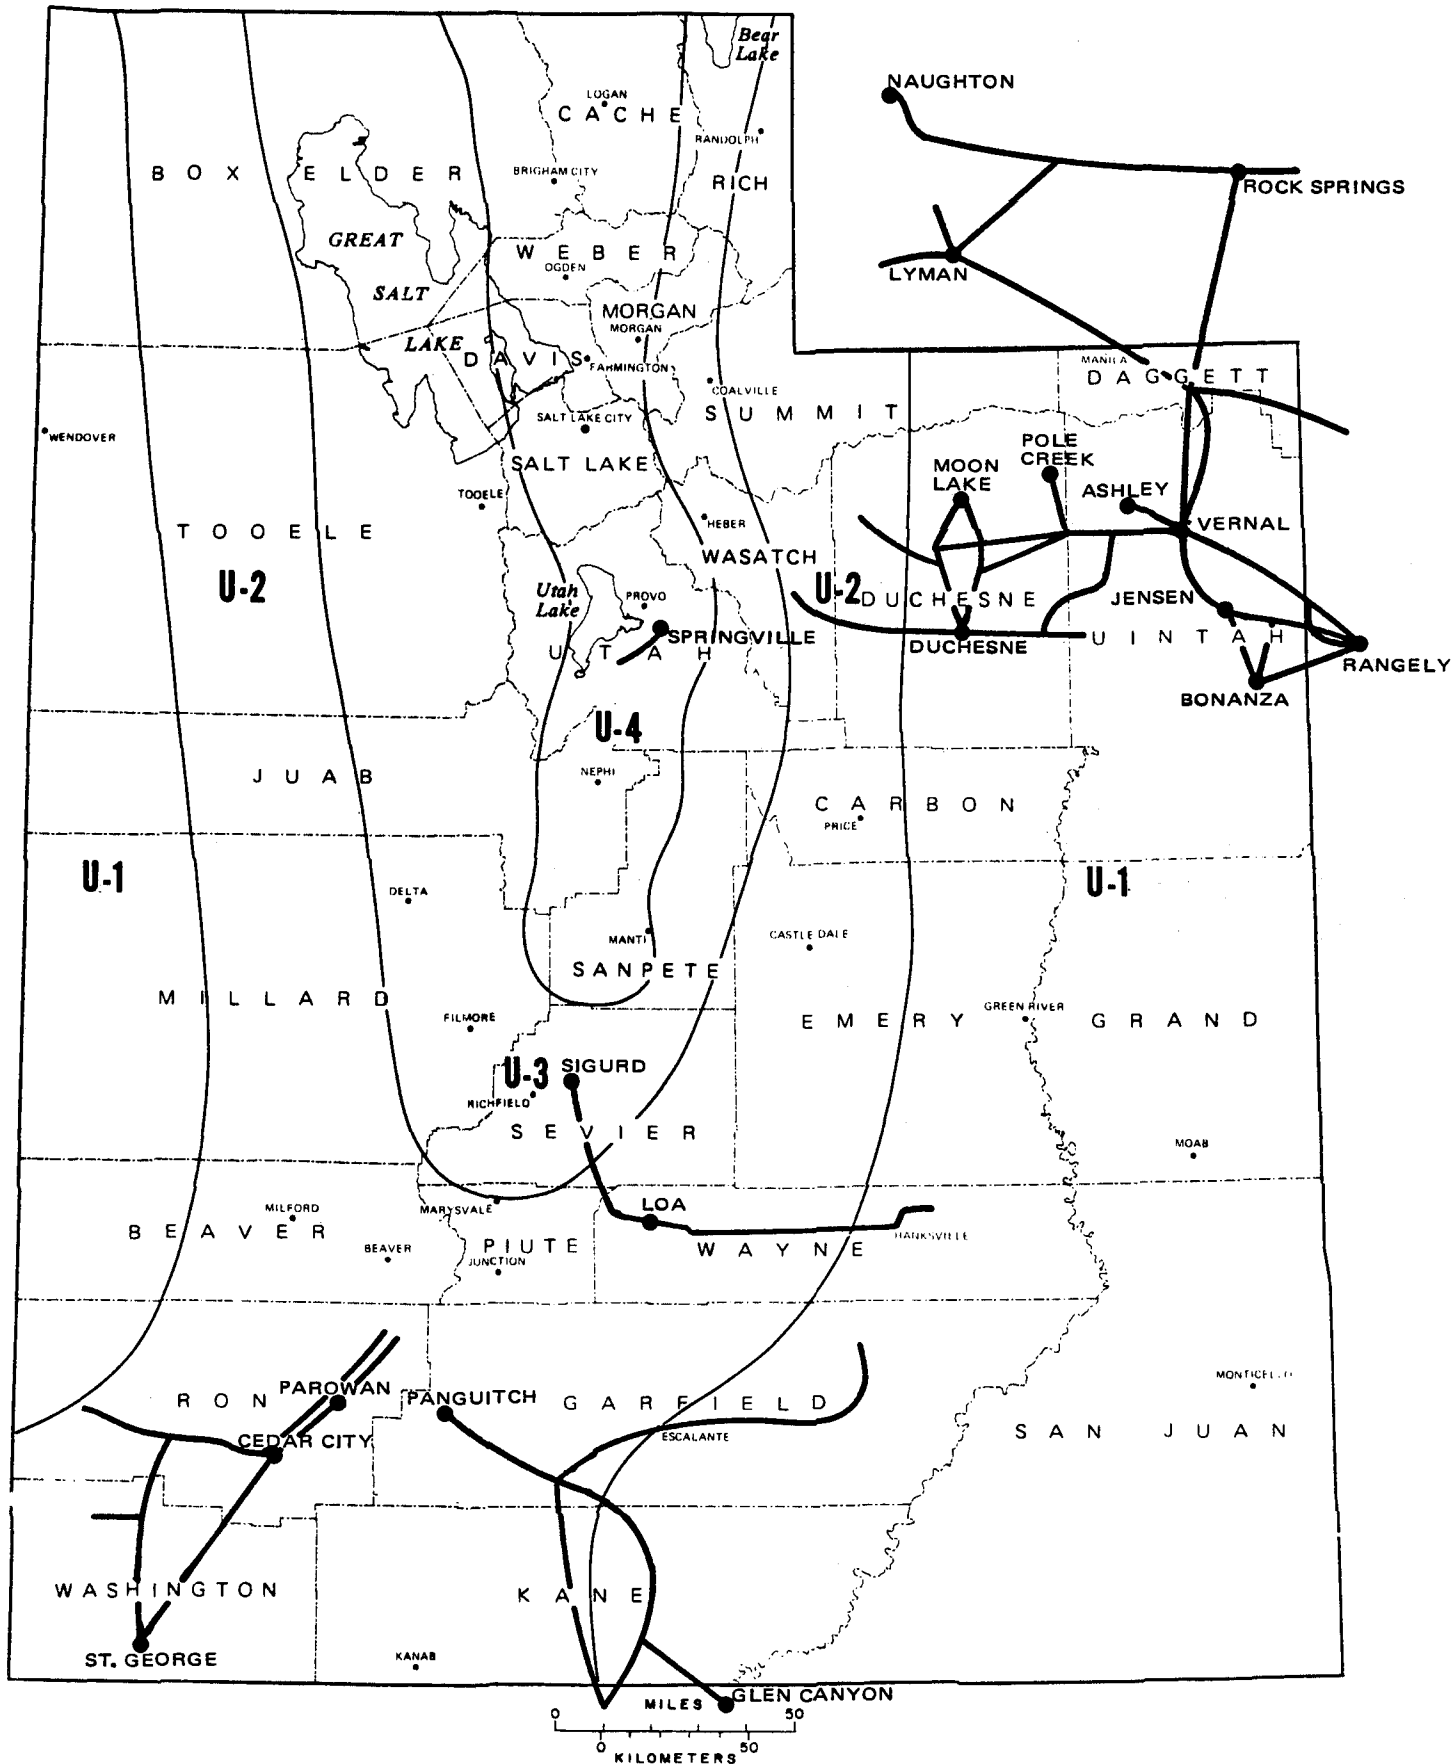 Bear
Lake
NAUGHTON
LOGAN
CACHE
RANDOLPH
BOX ELDER
BRIGHAM CITY
RICH
ROCK SPRINGS
GREAT
WEBER
OGDEN
LYMAN
SALT
MORGAN
MORGAN
LAKE
DAVIS
FARMINGTON
MANILA
DAGGETT
COALVILLE
SALT LAKE CITY
SUMMIT
WENDOVER
SALT LAKE
POLE
CREEK
MOON
LAKE
ASHLEY
TOOELE
HEBER
VERNAL
TOOELE
WASATCH
U-2
Utah
Lake
PROVO
U-2
DUCHESNE
JENSEN
SPRINGVILLE
UTAH
DUCHESNE
UINTAH
RANGELY
BONANZA
U-4
JUAB
NEPHI
CARBON
PRICE
U-1
DELTA
U-1
MANTI
CASTLE DALE
SANPETE
MILLARD
FILMORE
EMERY
GREEN RIVER
GRAND
U-3
SIGURD
RICHFIELD
SEVIER
MOAB
MILFORD
MARYSVALE
LOA
BEAVER
BEAVER
PIUTE
JUNCTION
WAYNE
HANKSVILLE
RON
PAROWAN
PANGUITCH
GARFIELD
MONTICELLO
CEDAR CITY
ESCALANTE
SAN JUAN
WASHINGTON
KANE
ST. GEORGE
KANAB
GLEN CANYON
MILES
0 50
0 50
KILOMETERS